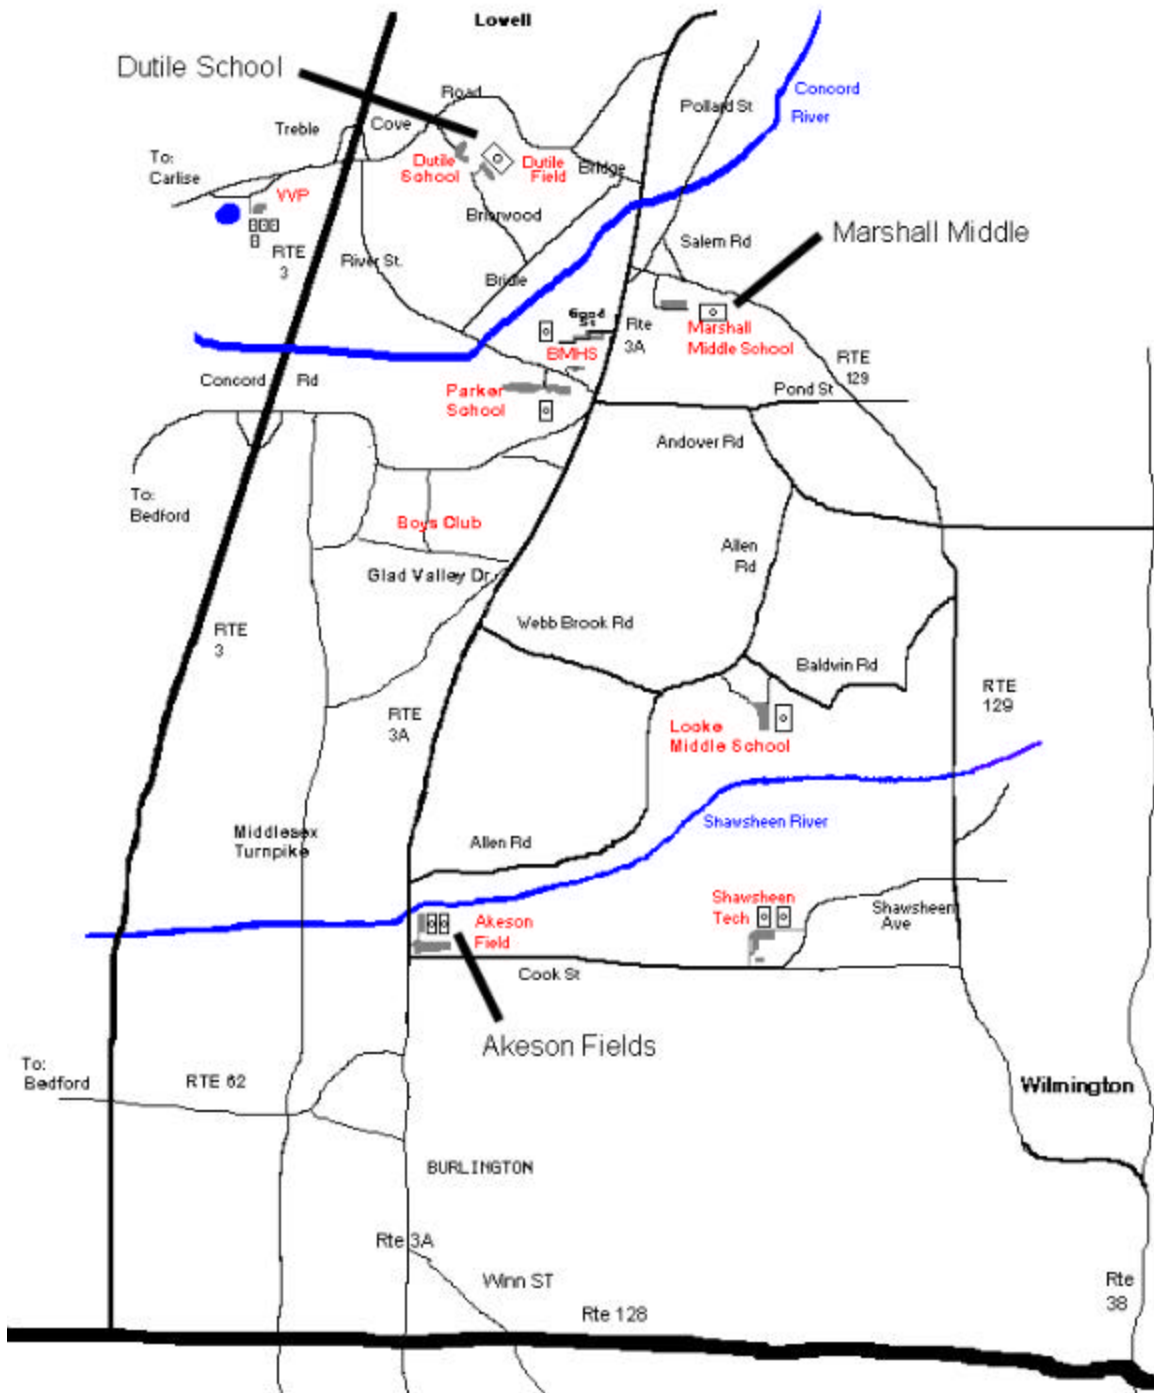 Lowell
Dutile School
Road
Concord
River
Pollard St
Treble
Cove
To:
Carlise
Dutile
School
Dutile
Field
Bridge
VVP
Briarwood
RTE
3
River St.
Bridle
Salem Rd
Marshall Middle
St
BMHS
Rte
3A
Marshall
Middle School
RTE
129
Concord
Rd
Parker
School
Pond St
Andover Rd
To:
Bedford
Boys Club
Allen
Rd
Glad Valley Dr.
Webb Brook Rd
RTE
3
Baldwin Rd
RTE
129
RTE
3A
Locke
Middle School
Shawsheen River
Middlesex
Turnpike
Allen Rd
Shawsheen
Tech
Shawsheen
Ave
Akeson
Field
Cook St
Akeson Fields
To:
Bedford
RTE 62
Wilmington
BURLINGTON
Rte 3A
Winn ST
Rte 128
Rte
38